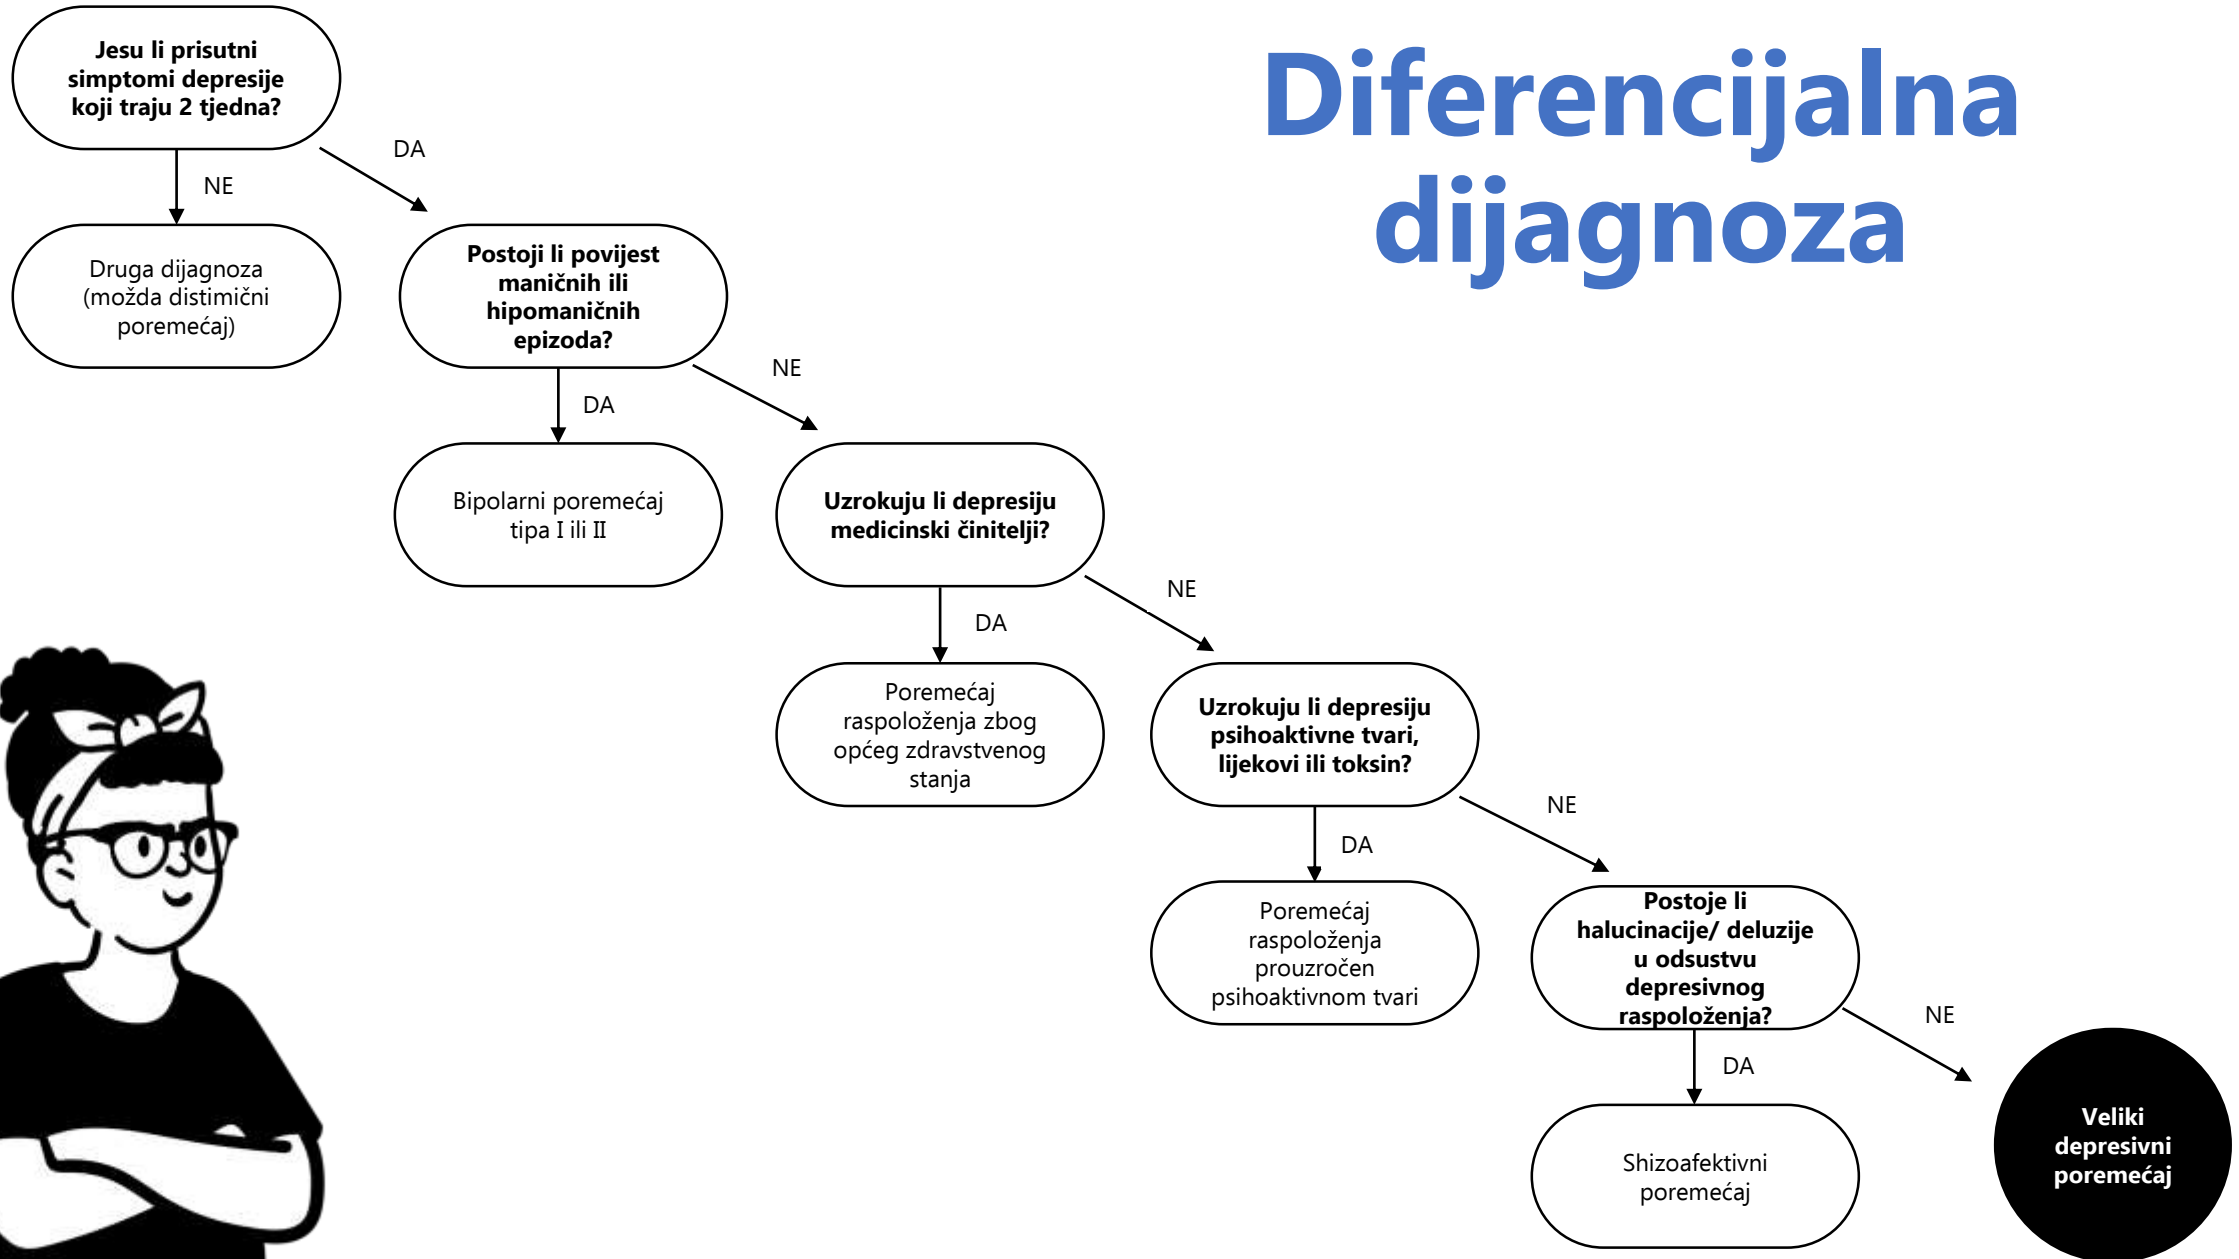 Diferencijalna
dijagnoza
Jesu li prisutni
simptomi depresije
koji traju 2 tjedna?
DA
NE
Druga dijagnoza
(možda distimični
poremećaj)
Postoji li povijest
maničnih ili
hipomaničnih
epizoda?
NE
DA
Bipolarni poremećaj
tipa I ili II
Uzrokuju li depresiju
medicinski činitelji?
NE
DA
Poremećaj
raspoloženja zbog
općeg zdravstvenog
stanja
Uzrokuju li depresiju
psihoaktivne tvari,
lijekovi ili toksin?
NE
DA
Poremećaj
raspoloženja
prouzročen
psihoaktivnom tvari
Postoje li
halucinacije/ deluzije
u odsustvu
depresivnog
raspoloženja?
NE
DA
Shizoafektivni
poremećaj
Veliki
depresivni
poremećaj